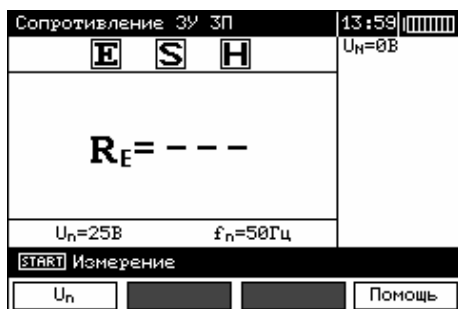 Сопротивление ЗУ 3П 13:59
E S H
U_N=0В
R_E=---
U_n=25В f_n=50Гц
START Измерение
U_n Помощь